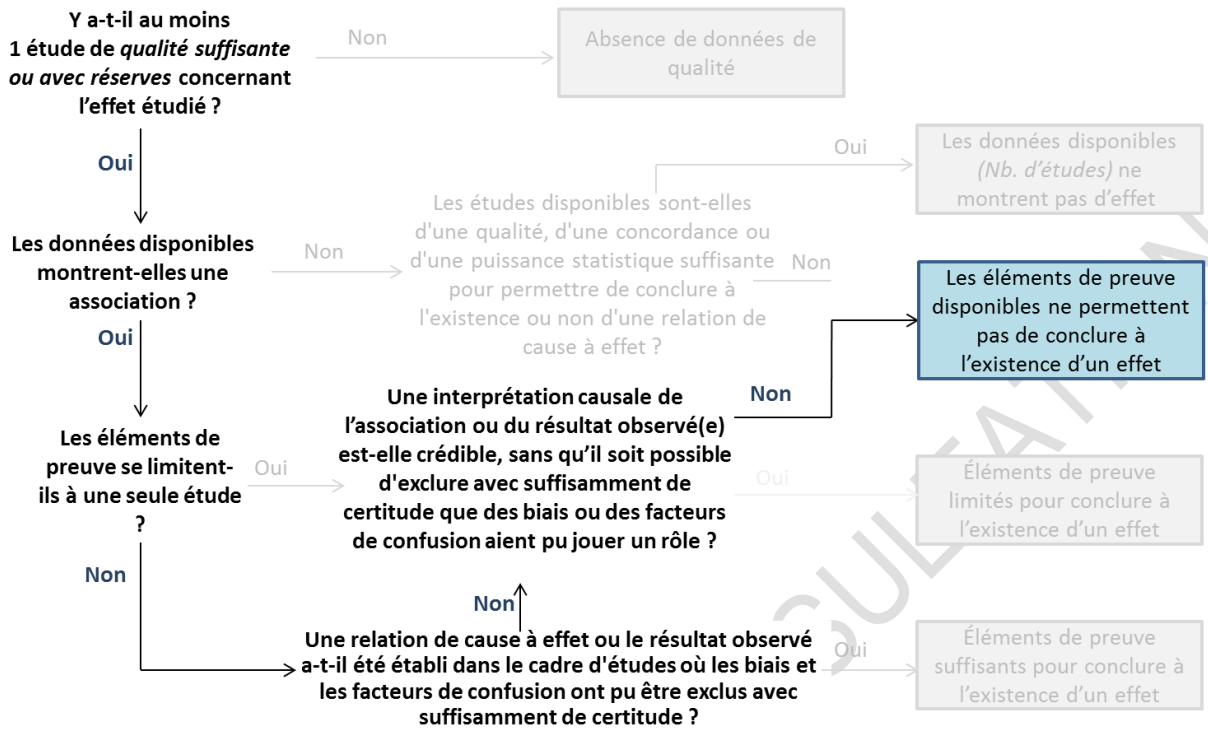 Y a-t-il au moins
1 étude de qualité suffisante
ou avec réserves concernant
l'effet étudié ?
Non
Absence de données de
qualité
Oui
Les données disponibles
montrent-elles une
association ?
Non
Les études disponibles sont-elles
d'une qualité, d'une concordance ou
d'une puissance statistique suffisante
pour permettre de conclure à
l'existence ou non d'une relation de
cause à effet ?
Oui
Les données disponibles
(Nb. d'études) ne
montrent pas d'effet
Non
Les éléments de preuve
disponibles ne permettent
pas de conclure à
l'existence d'un effet
Oui
Les éléments de
preuve se limitent-
ils à une seule étude
?
Oui
Une interprétation causale de
l'association ou du résultat observé(e)
est-elle crédible, sans qu'il soit possible
d'exclure avec suffisamment de
certitude que des biais ou des facteurs
de confusion aient pu jouer un rôle ?
Non
Oui
Éléments de preuve
limités pour conclure à
l'existence d'un effet
Non
Non
Une relation de cause à effet ou le résultat observé
a-t-il été établi dans le cadre d'études où les biais et
les facteurs de confusion ont pu être exclus avec
suffisamment de certitude ?
Oui
Éléments de preuve
suffisants pour conclure à
l'existence d'un effet